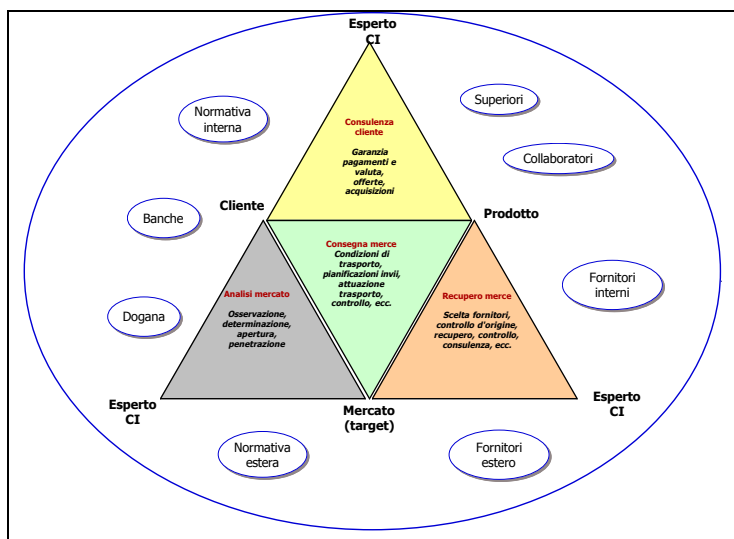 Esperto
CI
Superiori
Normativa
interna
Collaboratori
Consulenza
cliente
Garanzia
pagamenti e
valuta,
offerte,
acquisizioni
Cliente
Prodotto
Banche
Consegna merce
Condizioni di
trasporto,
pianificazioni invii,
attuazione
trasporto,
controllo, ecc.
Fornitori
interni
Analisi mercato
Osservazione,
determinazione,
apertura,
penetrazione
Recupero merce
Scelta fornitori,
controllo d'origine,
recupero, controllo,
consulenza, ecc.
Dogana
Esperto
CI
Mercato
(target)
Esperto
CI
Normativa
estera
Fornitori
estero